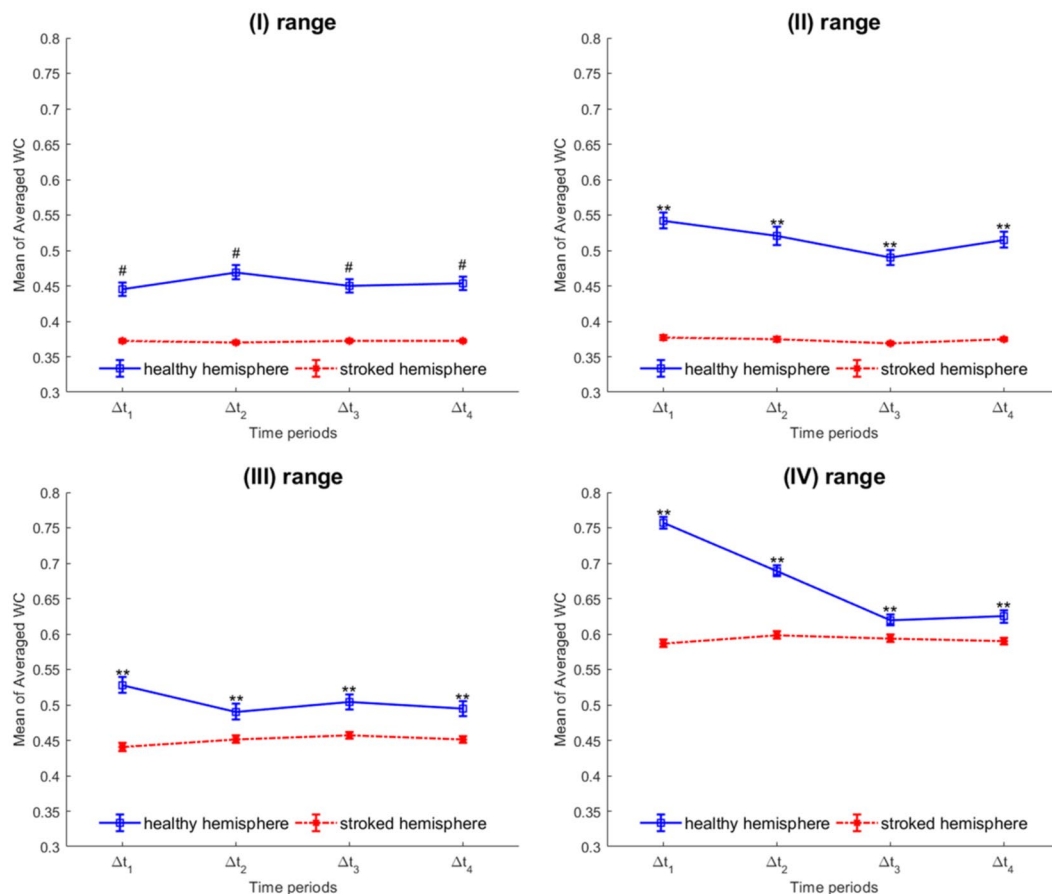 (I) range
0.8
0.75
0.7
0.65
0.6
0.55
0.5
0.45
0.4
0.35
0.3
Mean of Averaged WC
# # # #
healthy hemisphere stroked hemisphere
Δt₁ Δt₂ Δt₃ Δt₄
Time periods
(II) range
0.8
0.75
0.7
0.65
0.6
0.55
0.5
0.45
0.4
0.35
0.3
Mean of Averaged WC
** ** ** **
healthy hemisphere stroked hemisphere
Δt₁ Δt₂ Δt₃ Δt₄
Time periods
(III) range
0.8
0.75
0.7
0.65
0.6
0.55
0.5
0.45
0.4
0.35
0.3
Mean of Averaged WC
** ** ** **
healthy hemisphere stroked hemisphere
Δt₁ Δt₂ Δt₃ Δt₄
Time periods
(IV) range
0.8
0.75
0.7
0.65
0.6
0.55
0.5
0.45
0.4
0.35
0.3
Mean of Averaged WC
** ** ** **
healthy hemisphere stroked hemisphere
Δt₁ Δt₂ Δt₃ Δt₄
Time periods